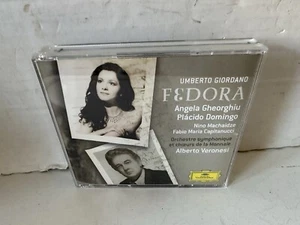 UMBERTO GIORDANO
FEDORA
Angela Gheorghiu
Plácido Domingo
Nino Machaidze
Fabio Maria Capitanucci
Orchestre symphonique
et chœurs de la Monnaie
Alberto Veronesi